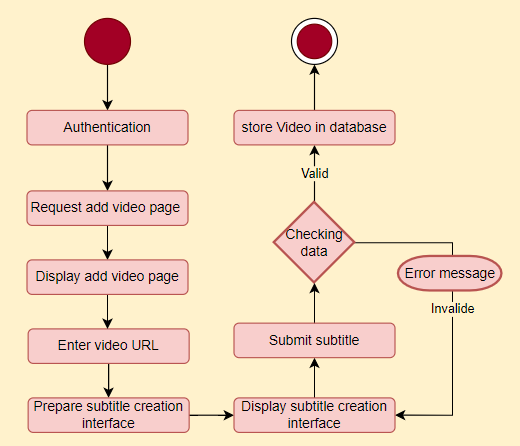 Authentication
Request add video page
Display add video page
Enter video URL
Prepare subtitle creation
interface
Display subtitle creation
interface
Submit subtitle
Checking
data
Valid
store Video in database
Error message
Invalide